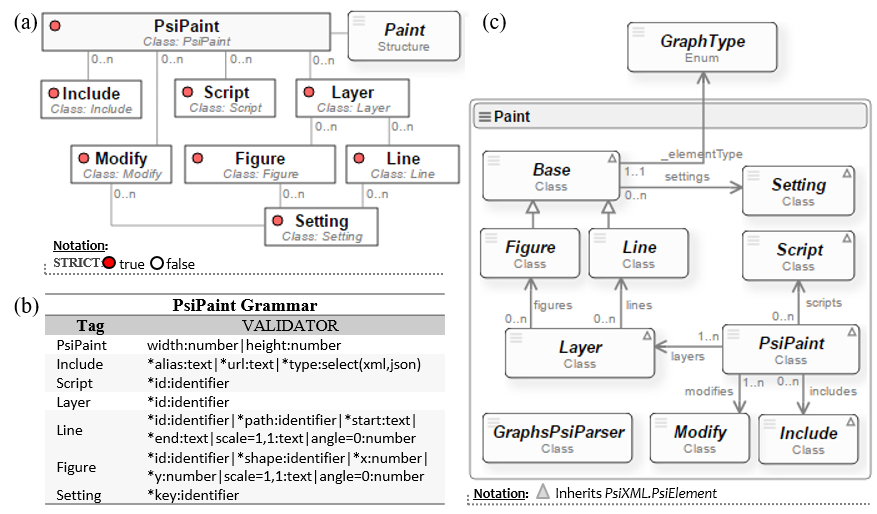 (a)
PsiPaint
Class: PsiPaint
Paint
Structure
0..n
0..n
0..n
0..n
Include
Class: Include
Script
Class: Script
Layer
Class: Layer
0..n
0..n
Modify
Class: Modify
Figure
Class: Figure
Line
Class: Line
0..n
0..n
0..n
Setting
Class: Setting
Notation:
STRICT: true false
(b)
PsiPaint Grammar
Tag VALIDATOR
PsiPaint width:number|height:number
Include *alias:text|*url:text|*type:select(xml,json)
Script *id:identifier
Layer *id:identifier
Line *id:identifier|*path:identifier|*start:text|
*end:text|scale=1,1:text|angle=0:number
Figure *id:identifier|*shape:identifier|*x:number|
*y:number|scale=1,1:text|angle=0:number
Setting *key:identifier
(c)
GraphType
Enum
Paint
_elementType
1..1
Base
Class
settings
0..n
Setting
Class
Figure
Class
Line
Class
Script
Class
figures
0..n
lines
0..n
scripts
0..n
Layer
Class
1..n
layers
PsiPaint
Class
modifies
1..n
0..n
includes
GraphsPsiParser
Class
Modify
Class
Include
Class
Notation: Inherits PsiXML.PsiElement